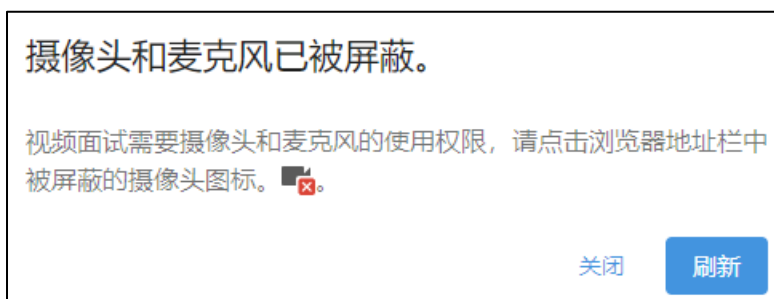 摄像头和麦克风已被屏蔽。
视频面试需要摄像头和麦克风的使用权限，请点击浏览器地址栏中
被屏蔽的摄像头图标。。
关闭 刷新